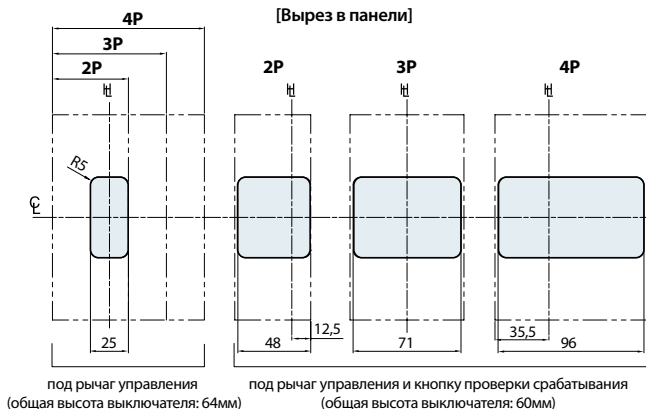 [Вырез в панели]
4P
3P
2P
2P
3P
4P
R5
25
48
12,5
71
35,5
96
под рычаг управления
(общая высота выключателя: 64мм)
под рычаг управления и кнопку проверки срабатывания
(общая высота выключателя: 60мм)